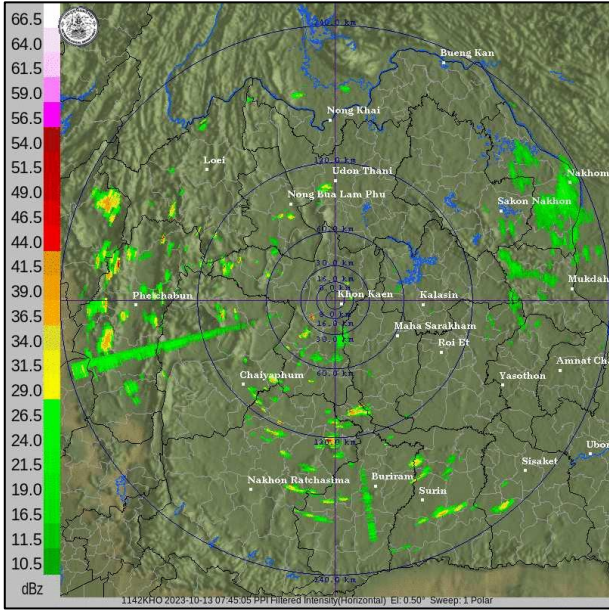 66.5
64.0
61.5
59.0
56.5
54.0
51.5
49.0
46.5
44.0
41.5
39.0
36.5
34.0
31.5
29.0
26.5
24.0
21.5
19.0
16.5
14.0
11.5
10.5
dBz
Bueng Kan
Nong Khai
Loei
Udon Thani
Nakhom
Nong Bua Lam Phu
Sakon Nakhon
Mukdah
Phetchabun
Khon Kaen
Kalasin
Maha Sarakham
Roi Et
Amnat Cha
Chaiyaphum
Yasothon
Ubon
Sisaket
Nakhon Ratchasima
Buriram
Surin
1142KHO 2023-10-13 07:45:05 PPI Filtered Intensity(Horizontal) El: 0.50° Sweep: 1 Polar